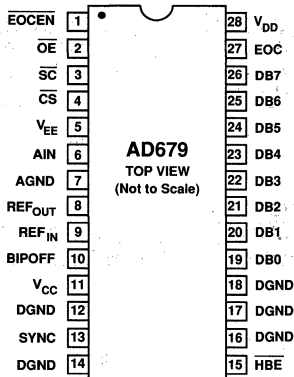 EOCEN 1 28 VDD
OE 2 27 EOC
SC 3 26 DB7
CS 4 25 DB6
VEE 5 24 DB5
AIN 6 23 DB4
AGND 7 22 DB3
REFOUT 8 21 DB2
REFIN 9 20 DB1
BIPOFF 10 19 DB0
VCC 11 18 DGND
DGND 12 17 DGND
SYNC 13 16 DGND
DGND 14 15 HBE
AD679
TOP VIEW
(Not to Scale)